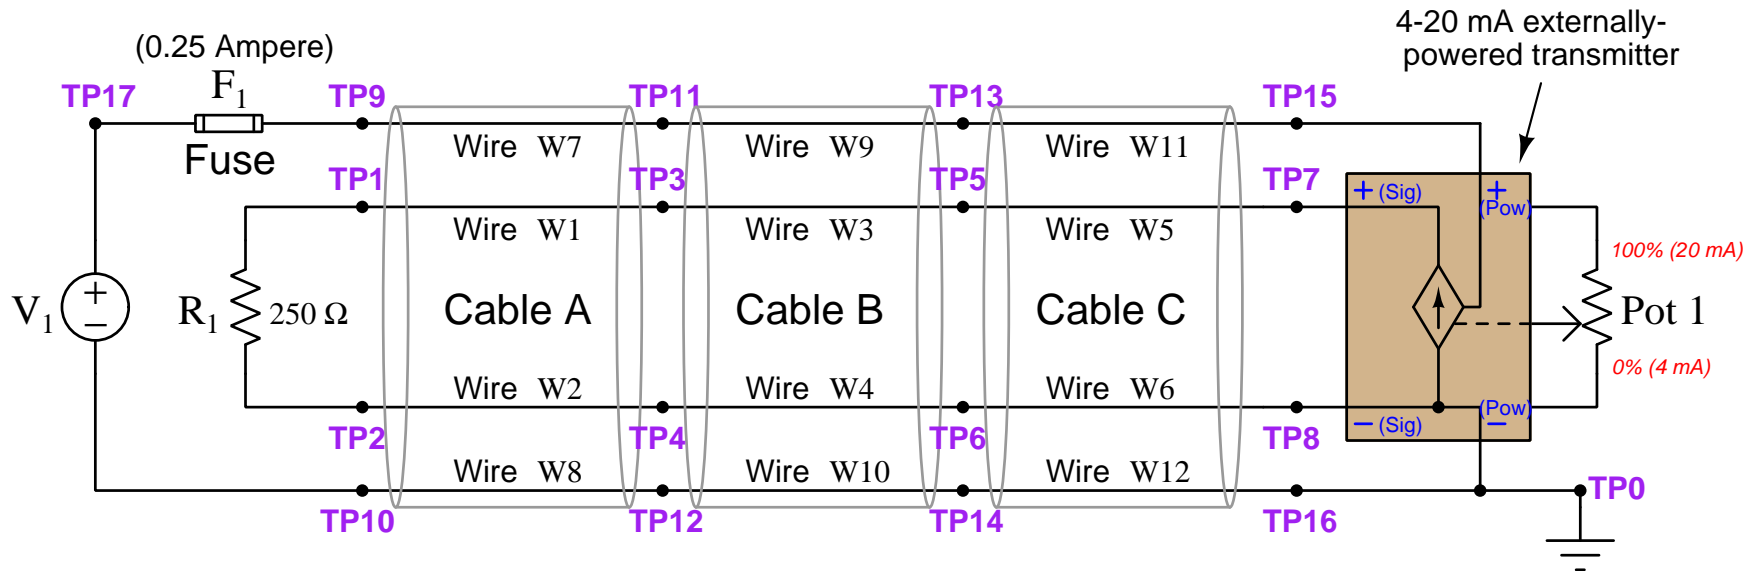 4-20 mA externally-
powered transmitter
(0.25 Ampere)
F1
TP17
TP9
TP11
TP13
TP15
Fuse
Wire W7
Wire W9
Wire W11
TP1
TP3
TP5
TP7
+ (Sig)
+
(Pow)
Wire W1
Wire W3
Wire W5
100% (20 mA)
V1
+
−
R1
250 Ω
Cable A
Cable B
Cable C
Pot 1
0% (4 mA)
Wire W2
Wire W4
Wire W6
(Pow)
−
− (Sig)
TP2
TP4
TP6
TP8
Wire W8
Wire W10
Wire W12
TP0
TP10
TP12
TP14
TP16